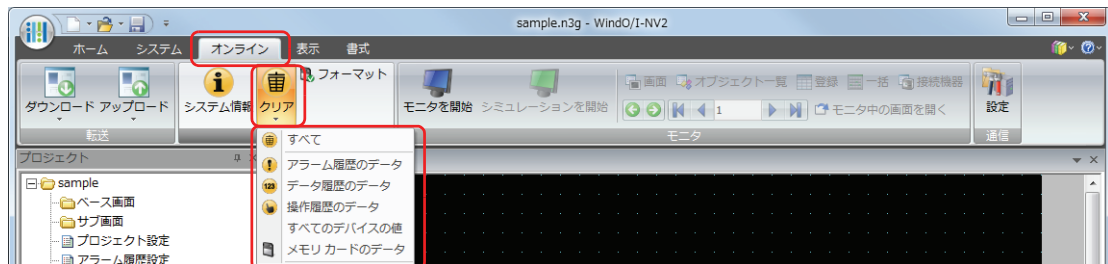 sample.n3g - WindO/I-NV2
ホーム システム オンライン 表示 書式
ダウンロード アップロード システム情報 クリア フォーマット モニタを開始 シミュレーションを開始 画面 オブジェクト一覧 登録 一括 接続機器 設定
1 モニタ中の画面を開く
転送 モニタ 通信
プロジェクト
sample
ベース画面
サブ画面
プロジェクト設定
アラーム履歴設定
すべて
アラーム履歴のデータ
123 データ履歴のデータ
操作履歴のデータ
すべてのデバイスの値
メモリ カードのデータ